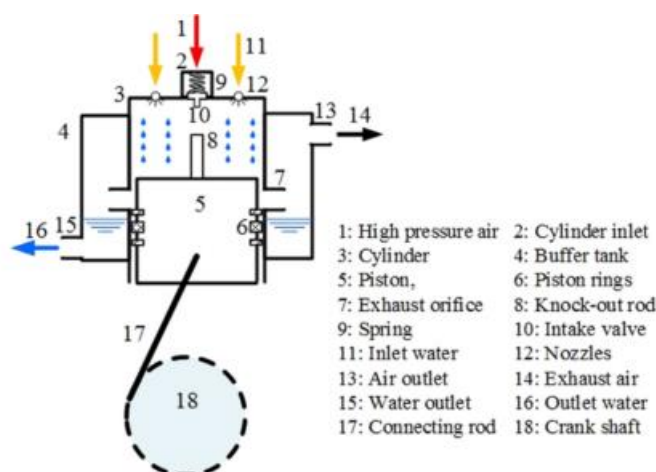 1
11
2
3
9
12
4
10
13
14
8
7
5
16
15
6
17
18
1: High pressure air 2: Cylinder inlet
3: Cylinder 4: Buffer tank
5: Piston, 6: Piston rings
7: Exhaust orifice 8: Knock-out rod
9: Spring 10: Intake valve
11: Inlet water 12: Nozzles
13: Air outlet 14: Exhaust air
15: Water outlet 16: Outlet water
17: Connecting rod 18: Crank shaft